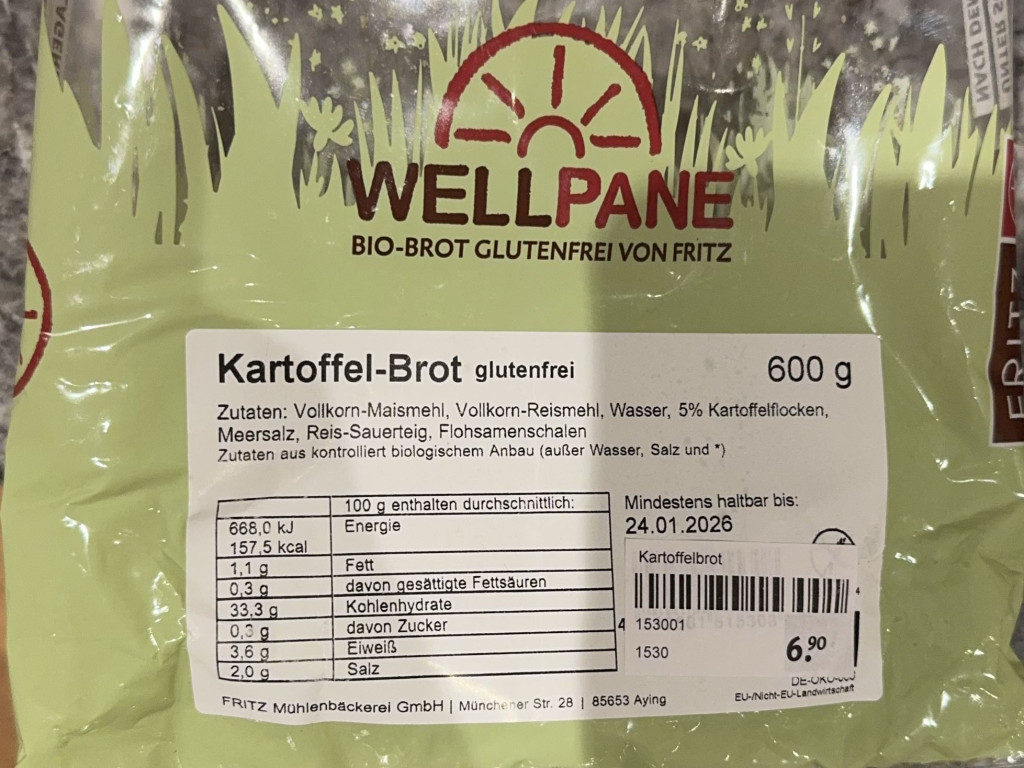 NACH DE
UNTER S
WELLPANE
BIO-BROT GLUTENFREI VON FRITZ
FRITZ
Kartoffel-Brot glutenfrei 600 g
Zutaten: Vollkorn-Maismehl, Vollkorn-Reismehl, Wasser, 5% Kartoffelflocken,
Meersalz, Reis-Sauerteig, Flohsamenschalen
Zutaten aus kontrolliert biologischem Anbau (außer Wasser, Salz und *)
100 g enthalten durchschnittlich:
668,0 kJ Energie
157,5 kcal
1,1 g Fett
0,3 g davon gesättigte Fettsäuren
33,3 g Kohlenhydrate
0,3 g davon Zucker
3,6 g Eiweiß
2,0 g Salz
Mindestens haltbar bis:
24.01.2026
Kartoffelbrot
153001
1530 6.90
EU-/Nicht-EU-Landwirtschaft
FRITZ Mühlenbäckerei GmbH | Münchener Str. 28 | 85653 Aying